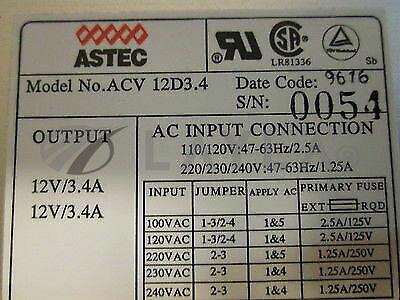 ASTEC
LR81336
Sb
Model No.ACV 12D3.4
Date Code: 9616
S/N: 0051
OUTPUT
12V/3.4A
12V/3.4A
AC INPUT CONNECTION
110/120V:47-63Hz/2.5A
220/230/240V:47-63Hz/1.25A
INPUT JUMPER APPLY AC PRIMARY FUSE
EXT RQD
100VAC 1-3/2-4 1&5 2.5A/125V
120VAC 1-3/2-4 1&4 2.5A/125V
220VAC 2-3 1&5 1.25A/250V
230VAC 2-3 1&4 1.25A/250V
240VAC 2-3 1&4 1.25A/250V